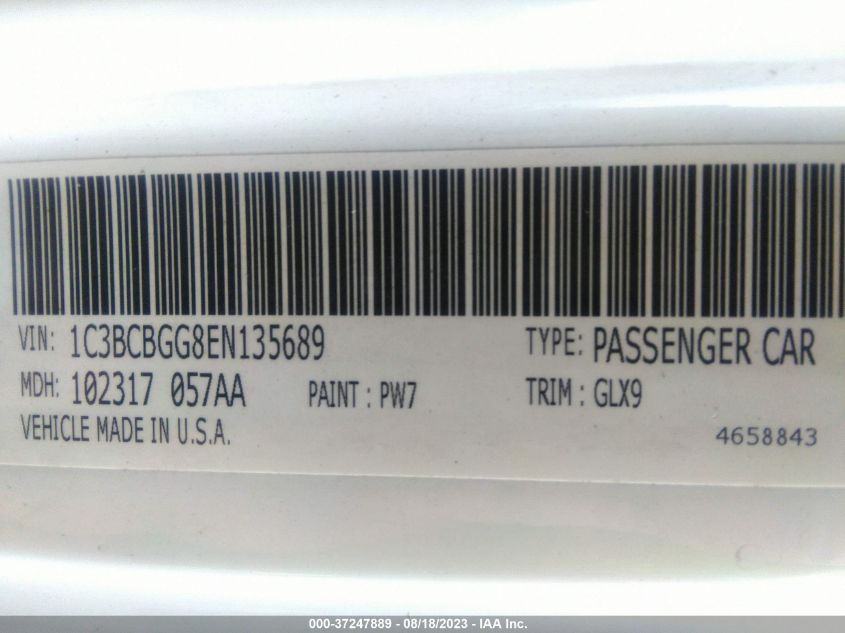 VIN: 1C3BCBGG8EN135689 TYPE: PASSENGER CAR
MDH: 102317 057AA PAINT : PW7 TRIM : GLX9
VEHICLE MADE IN U.S.A. 4658843
000-37247889 - 08/18/2023 - IAA Inc.